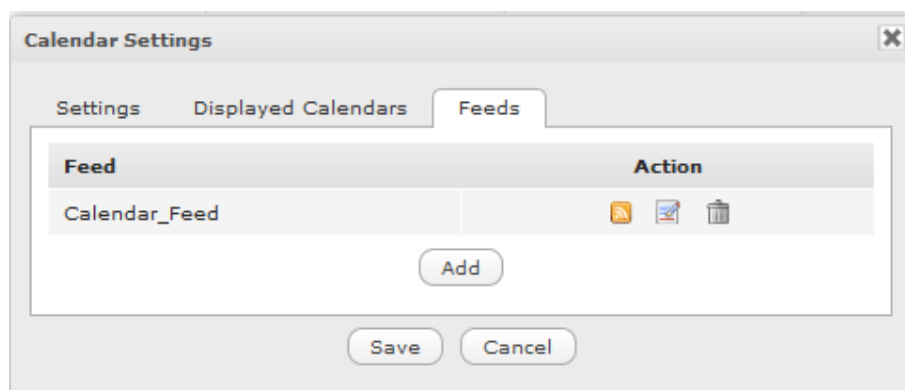 Calendar Settings
Settings Displayed Calendars Feeds
Feed Action
Calendar_Feed
Add
Save Cancel